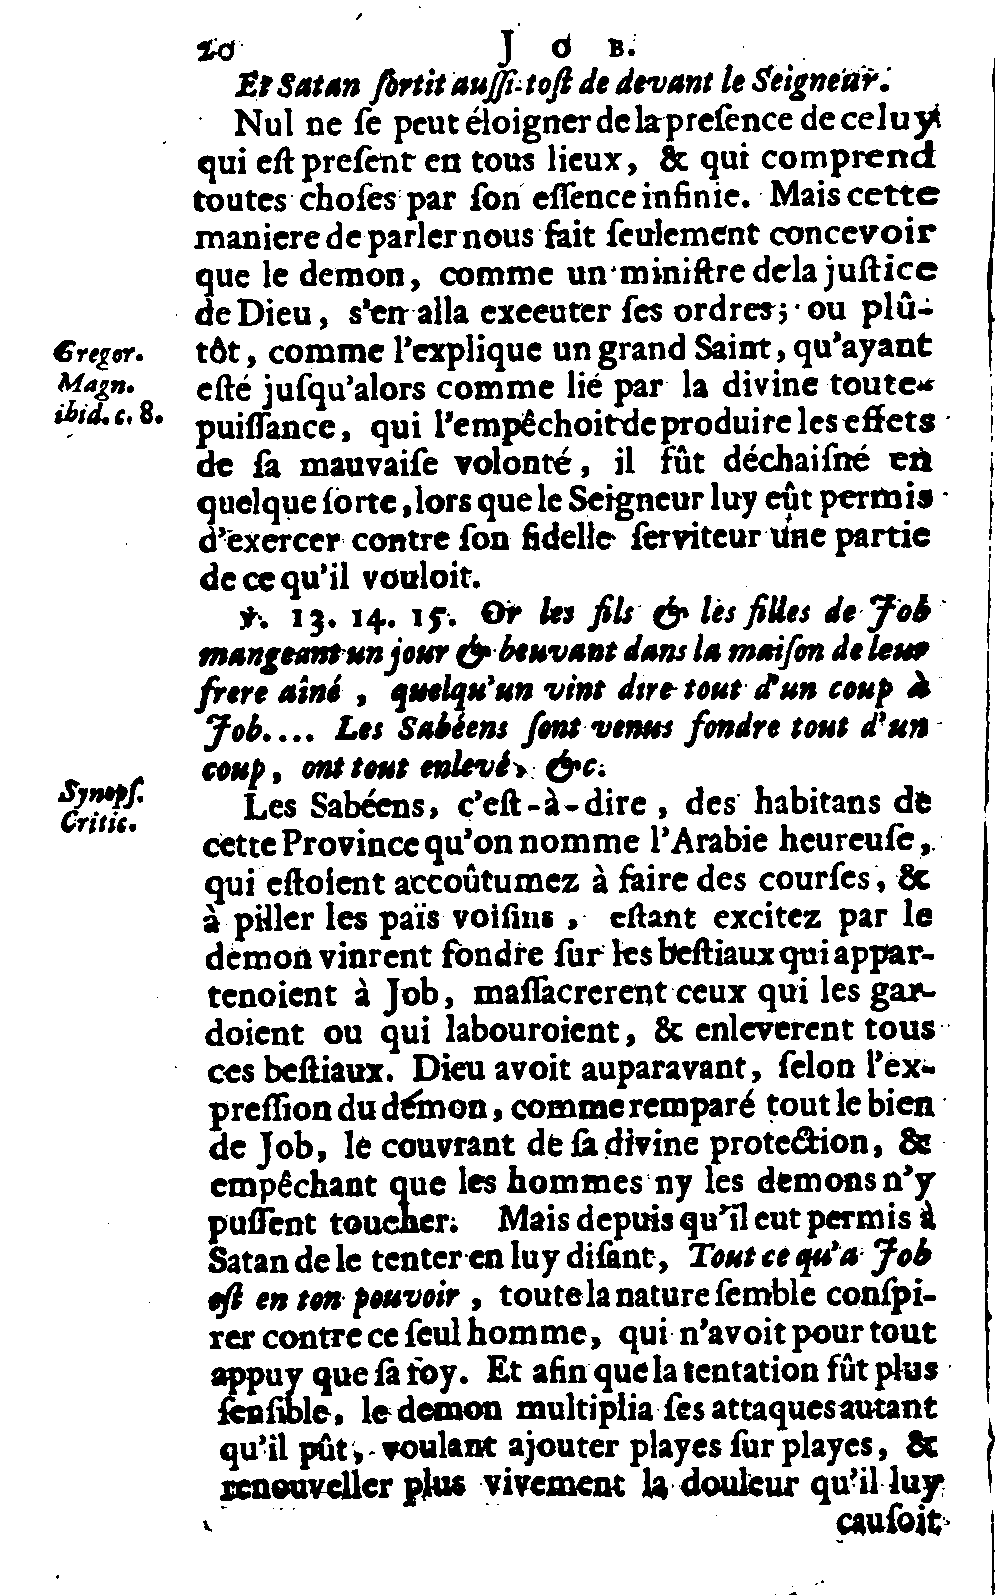 20 JOB.
Et Satan ſortit auſſi-toſt de devant le Seigneur.
Nul ne ſe peut éloigner de la preſence de celuy
qui eſt preſent en tous lieux, & qui comprend
toutes choſes par ſon eſſence infinie. Mais cette
maniere de parler nous fait ſeulement concevoir
que le demon, comme un miniſtre de la juſtice
de Dieu, s'en alla executer ſes ordres; ou plû-
tôt, comme l'explique un grand Saint, qu'ayant
eſté juſqu'alors comme lié par la divine toute-
puiſſance, qui l'empêchoit de produire les effets
de ſa mauvaiſe volonté, il fût déchaiſné en
quelque ſorte, lors que le Seigneur luy eût permis
d'exercer contre ſon fidelle ſerviteur une partie
de ce qu'il vouloit.
Gregor.
Magn.
ibid. c. 8.
℣. 13. 14. 15. Or les fils & les filles de Job
mangeant un jour & beuvant dans la maiſon de leur
frere aîné, quelqu'un vint dire tout d'un coup à
Job.... Les Sabéens ſont venus fondre tout d'un
coup, ont tout enlevé, &c.
Synopſ.
Critic.
Les Sabéens, c'eſt-à-dire, des habitans de
cette Province qu'on nomme l'Arabie heureuſe,
qui eſtoient accoûtumez à faire des courſes, &
à piller les païs voiſins, eſtant excitez par le
demon vinrent fondre ſur les beſtiaux qui appar-
tenoient à Job, maſſacrerent ceux qui les gar-
doient ou qui labouroient, & enleverent tous
ces beſtiaux. Dieu avoit auparavant, ſelon l'ex-
preſſion du démon, comme remparé tout le bien
de Job, le couvrant de ſa divine protection, &
empêchant que les hommes ny les demons n'y
puſſent toucher. Mais depuis qu'il eut permis à
Satan de le tenter en luy diſant, Tout ce qu'a Job
eſt en ton pouvoir, toute la nature ſemble conſpi-
rer contre ce ſeul homme, qui n'avoit pour tout
appuy que ſa foy. Et afin que la tentation fût plus
ſenſible, le demon multiplia ſes attaques autant
qu'il pût, voulant ajouter playes ſur playes, &
renouveller plus vivement la douleur qu'il luy
cauſoit